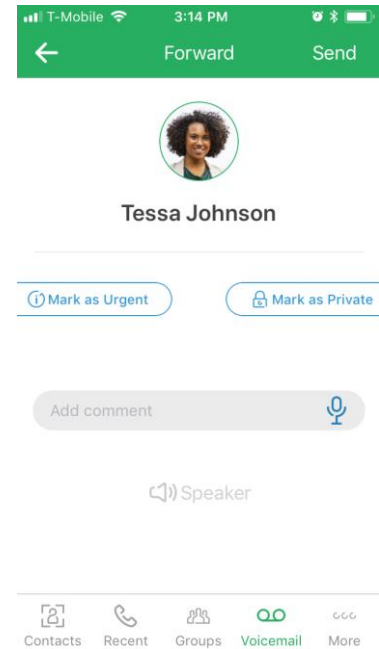 T-Mobile 3:14 PM
Forward Send
Tessa Johnson
Mark as Urgent Mark as Private
Add comment
Speaker
Contacts Recent Groups Voicemail More